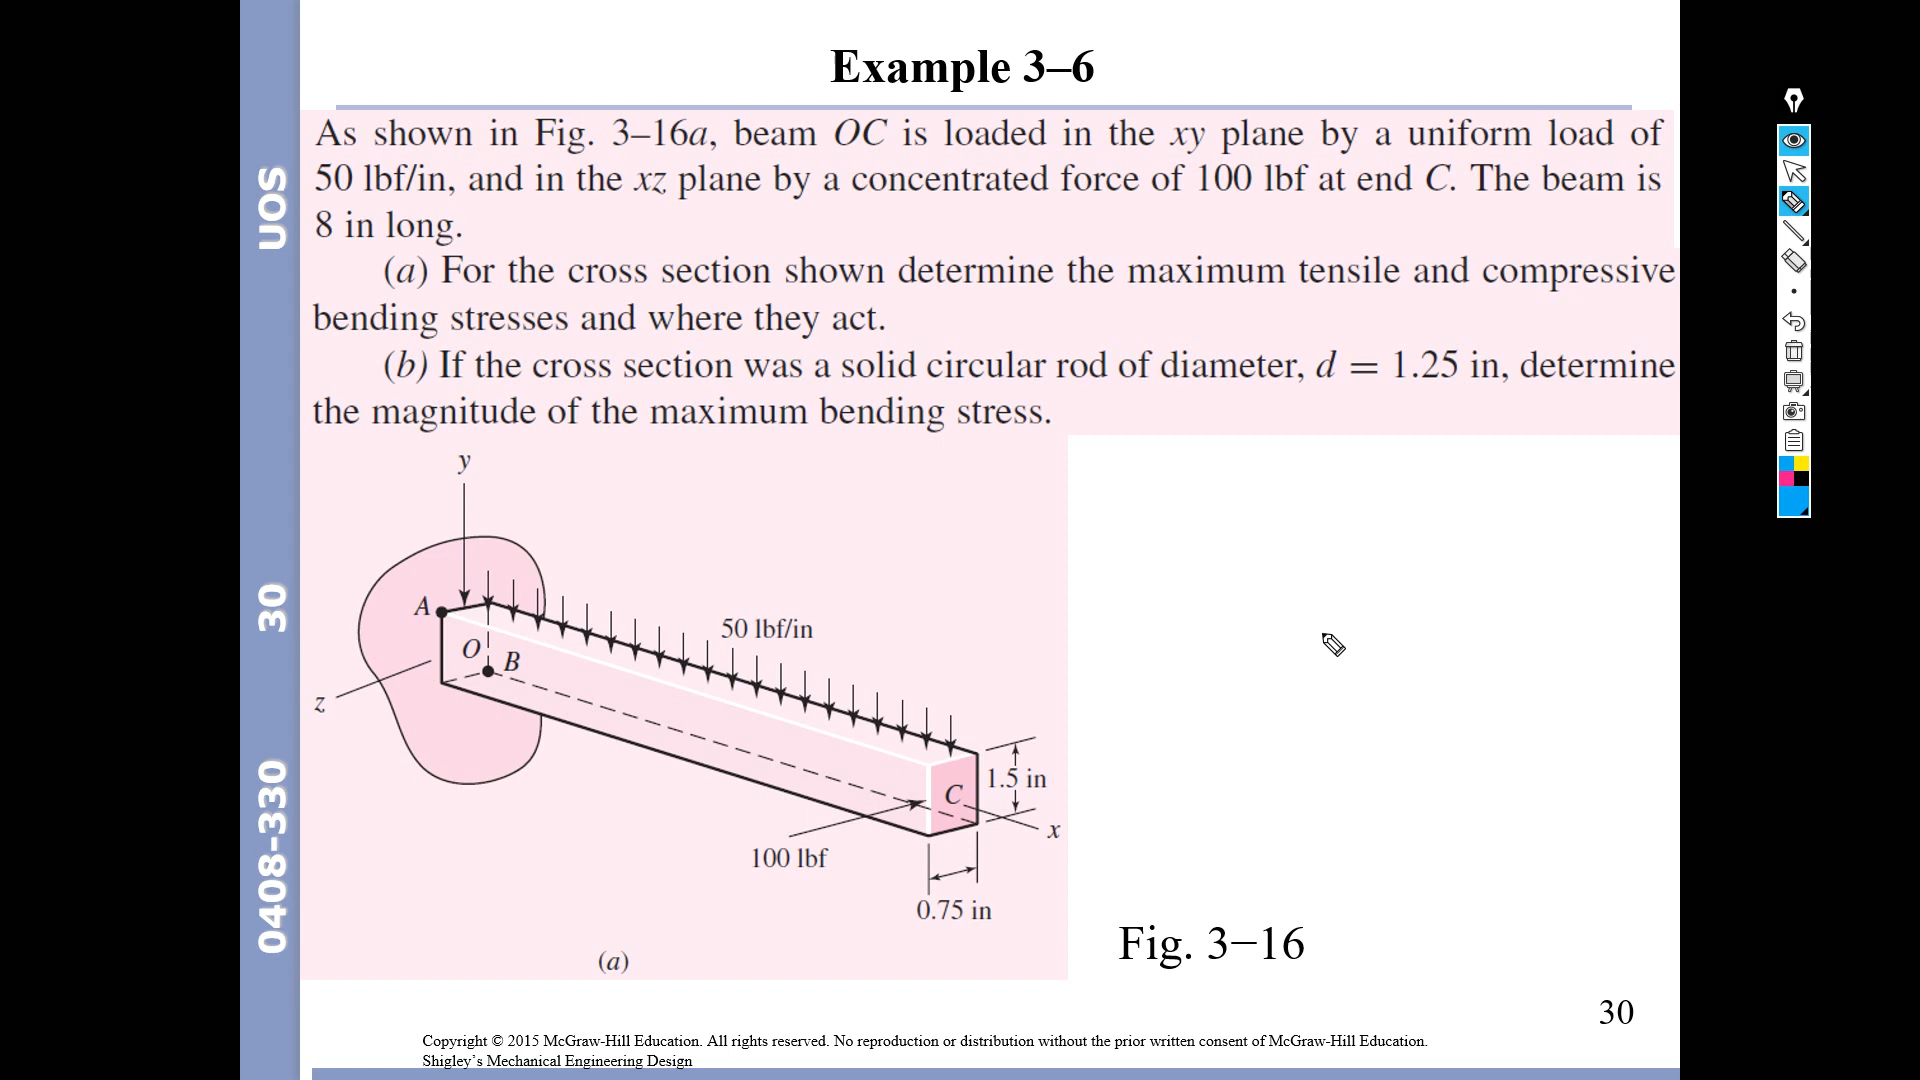 Example 3–6
As shown in Fig. 3–16a, beam OC is loaded in the xy plane by a uniform load of
50 lbf/in, and in the xz plane by a concentrated force of 100 lbf at end C. The beam is
8 in long.
(a) For the cross section shown determine the maximum tensile and compressive
bending stresses and where they act.
(b) If the cross section was a solid circular rod of diameter, d = 1.25 in, determine
the magnitude of the maximum bending stress.
y
A
50 lbf/in
O
B
z
1.5 in
C
x
100 lbf
0.75 in
(a)
Fig. 3−16
UOS
30
0408-330
30
Copyright © 2015 McGraw-Hill Education. All rights reserved. No reproduction or distribution without the prior written consent of McGraw-Hill Education.
Shigley’s Mechanical Engineering Design